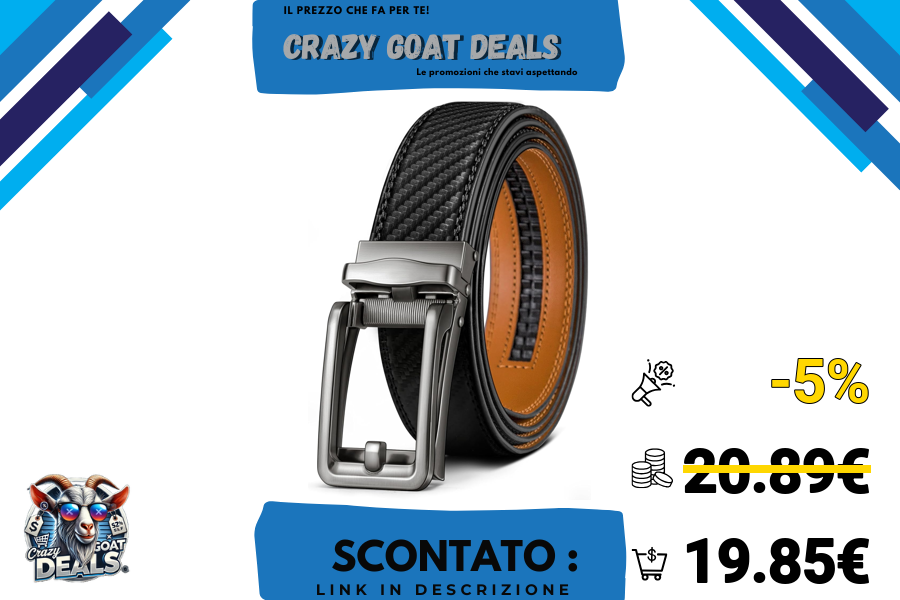 IL PREZZO CHE FA PER TE!
CRAZY GOAT DEALS
Le promozioni che stavi aspettando
-5%
20.89€
19.85€
SCONTATO :
LINK IN DESCRIZIONE
$
57%
Crazy
GOAT
DEALS